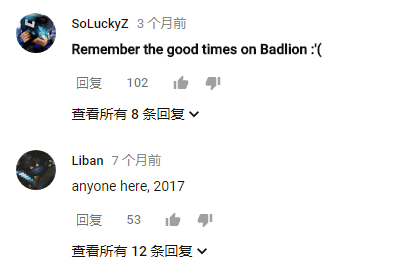 SoLuckyZ 3 个月前
Remember the good times on Badlion :'(
回复 102
查看所有 8 条回复
Liban 7 个月前
anyone here, 2017
回复 53
查看所有 12 条回复